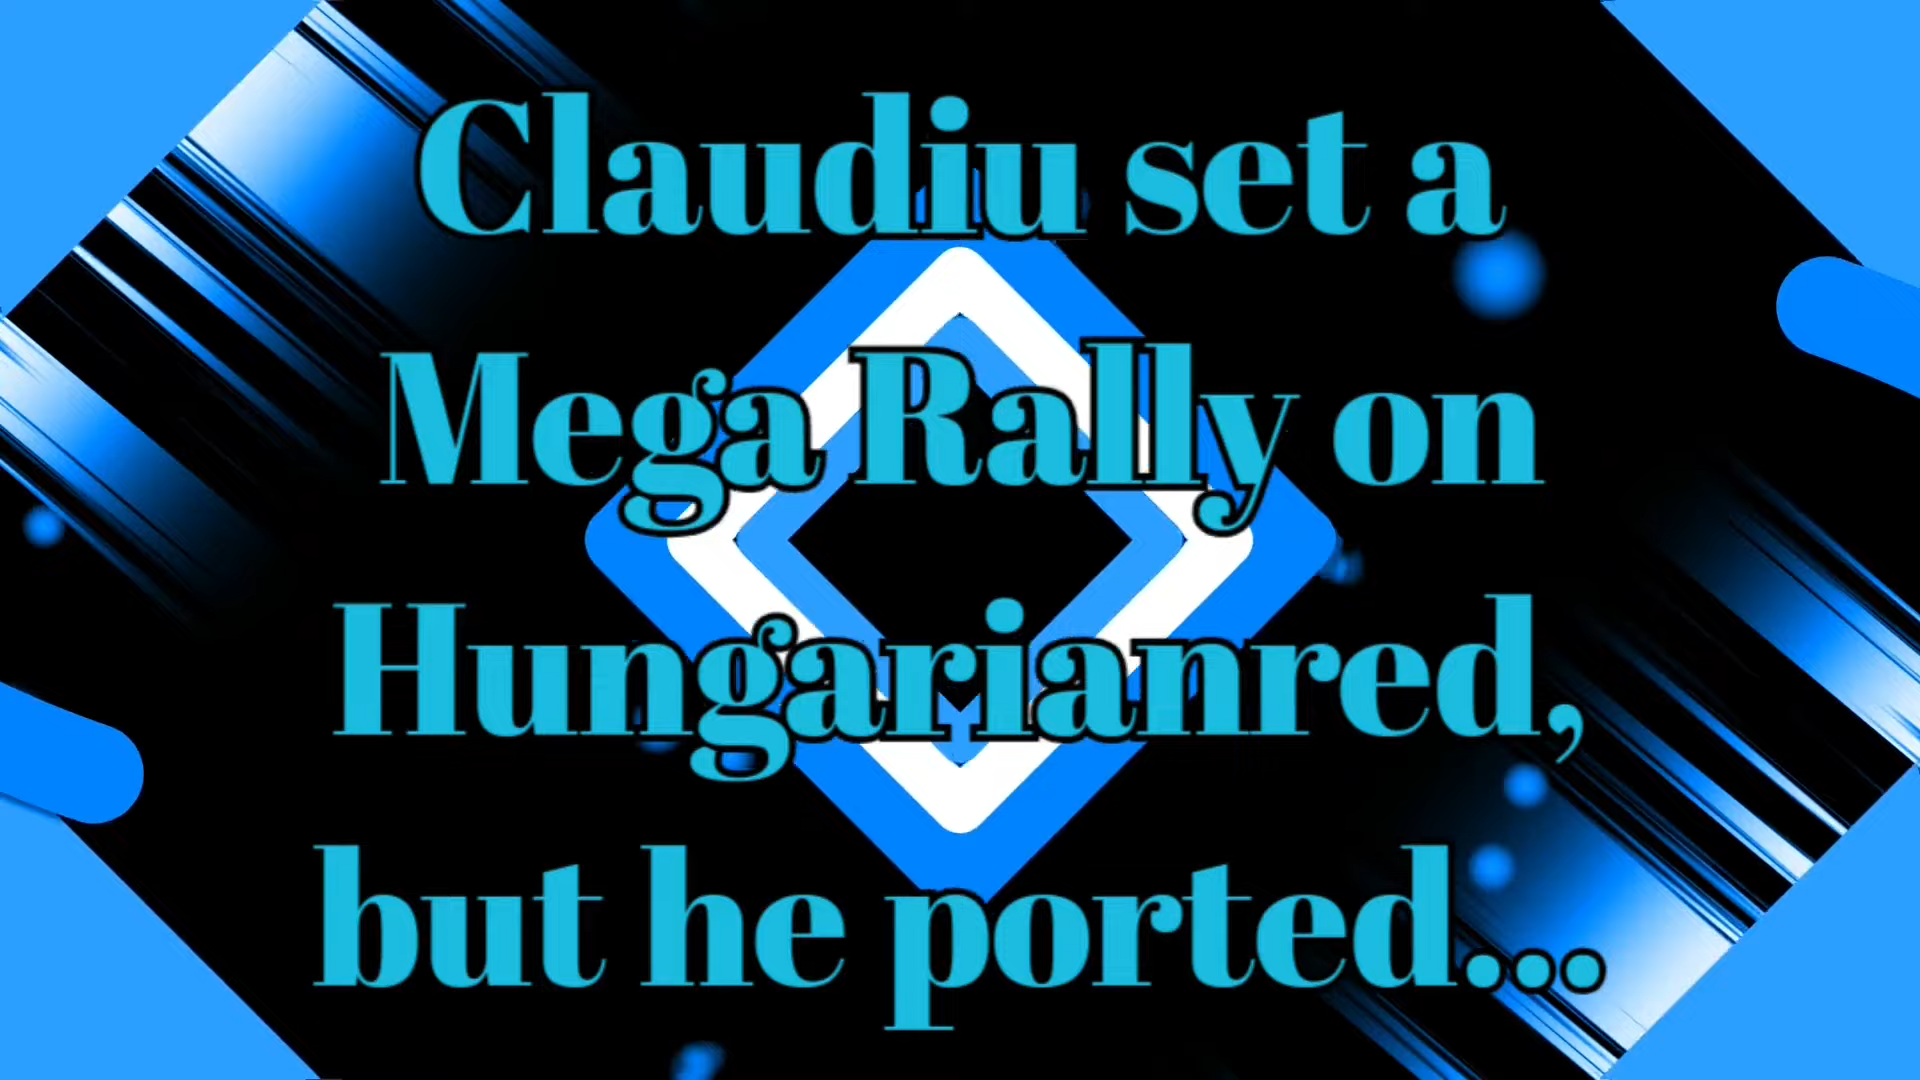 Claudiu set a
Mega Rally on
Hungarianred,
but he ported...